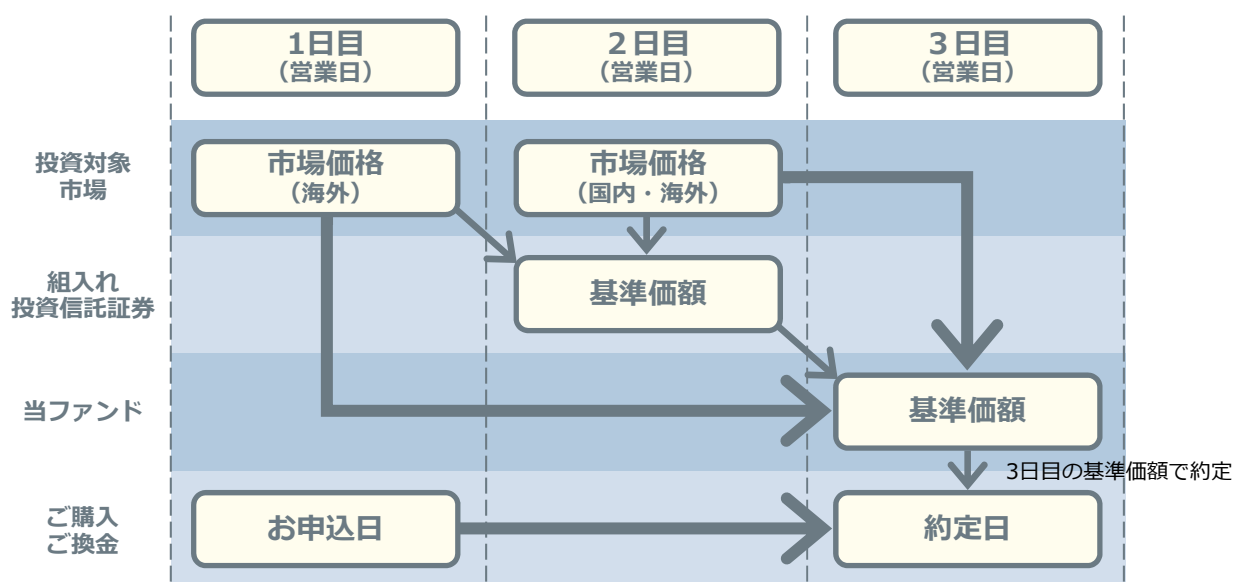 1日目
（営業日）
２日目
（営業日）
３日目
（営業日）
投資対象
市場
市場価格
（海外）
市場価格
（国内・海外）
組入れ
投資信託証券
基準価額
当ファンド
基準価額
3日目の基準価額で約定
ご購入
ご換金
お申込日
約定日